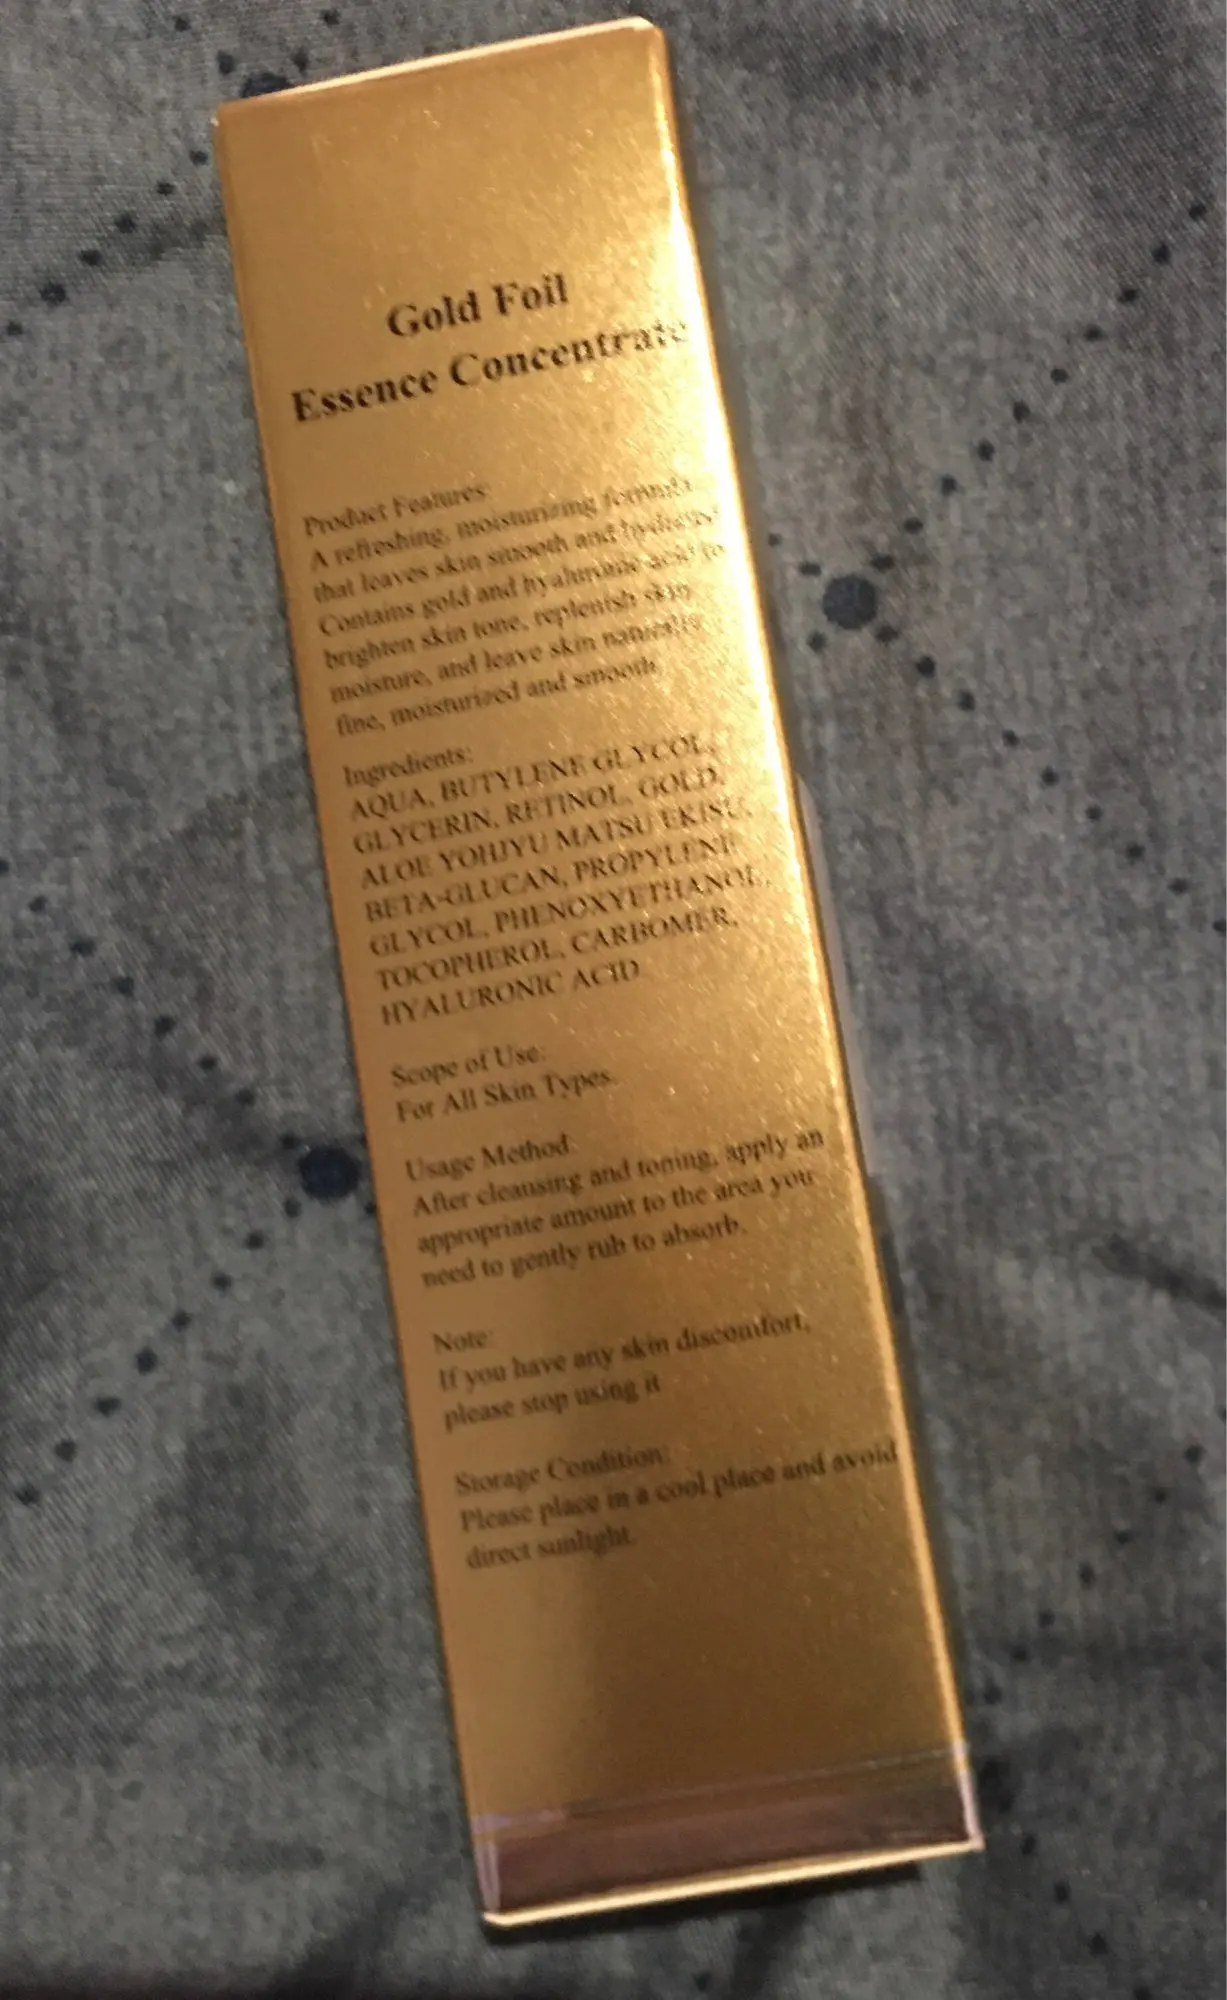 Gold Foil
Essence Concentrate
Product Features:
A refreshing, moisturizing formula
that leaves skin smooth and hydrated
Contains gold and hyaluronic acid to
brighten skin tone, replenish skin
moisture, and leave skin naturally
fine, moisturized and smooth.
Ingredients:
AQUA, BUTYLENE GLYCOL,
GLYCERIN, RETINOL, GOLD,
ALOE YOHJYU MATSU EKISU,
BETA-GLUCAN, PROPYLENE
GLYCOL, PHENOXYETHANOL,
TOCOPHEROL, CARBOMER,
HYALURONIC ACID
Scope of Use:
For All Skin Types.
Usage Method:
After cleansing and toning, apply an
appropriate amount to the area your
need to gently rub to absorb.
Note:
If you have any skin discomfort,
please stop using it
Storage Condition:
Please place in a cool place and avoid
direct sunlight.